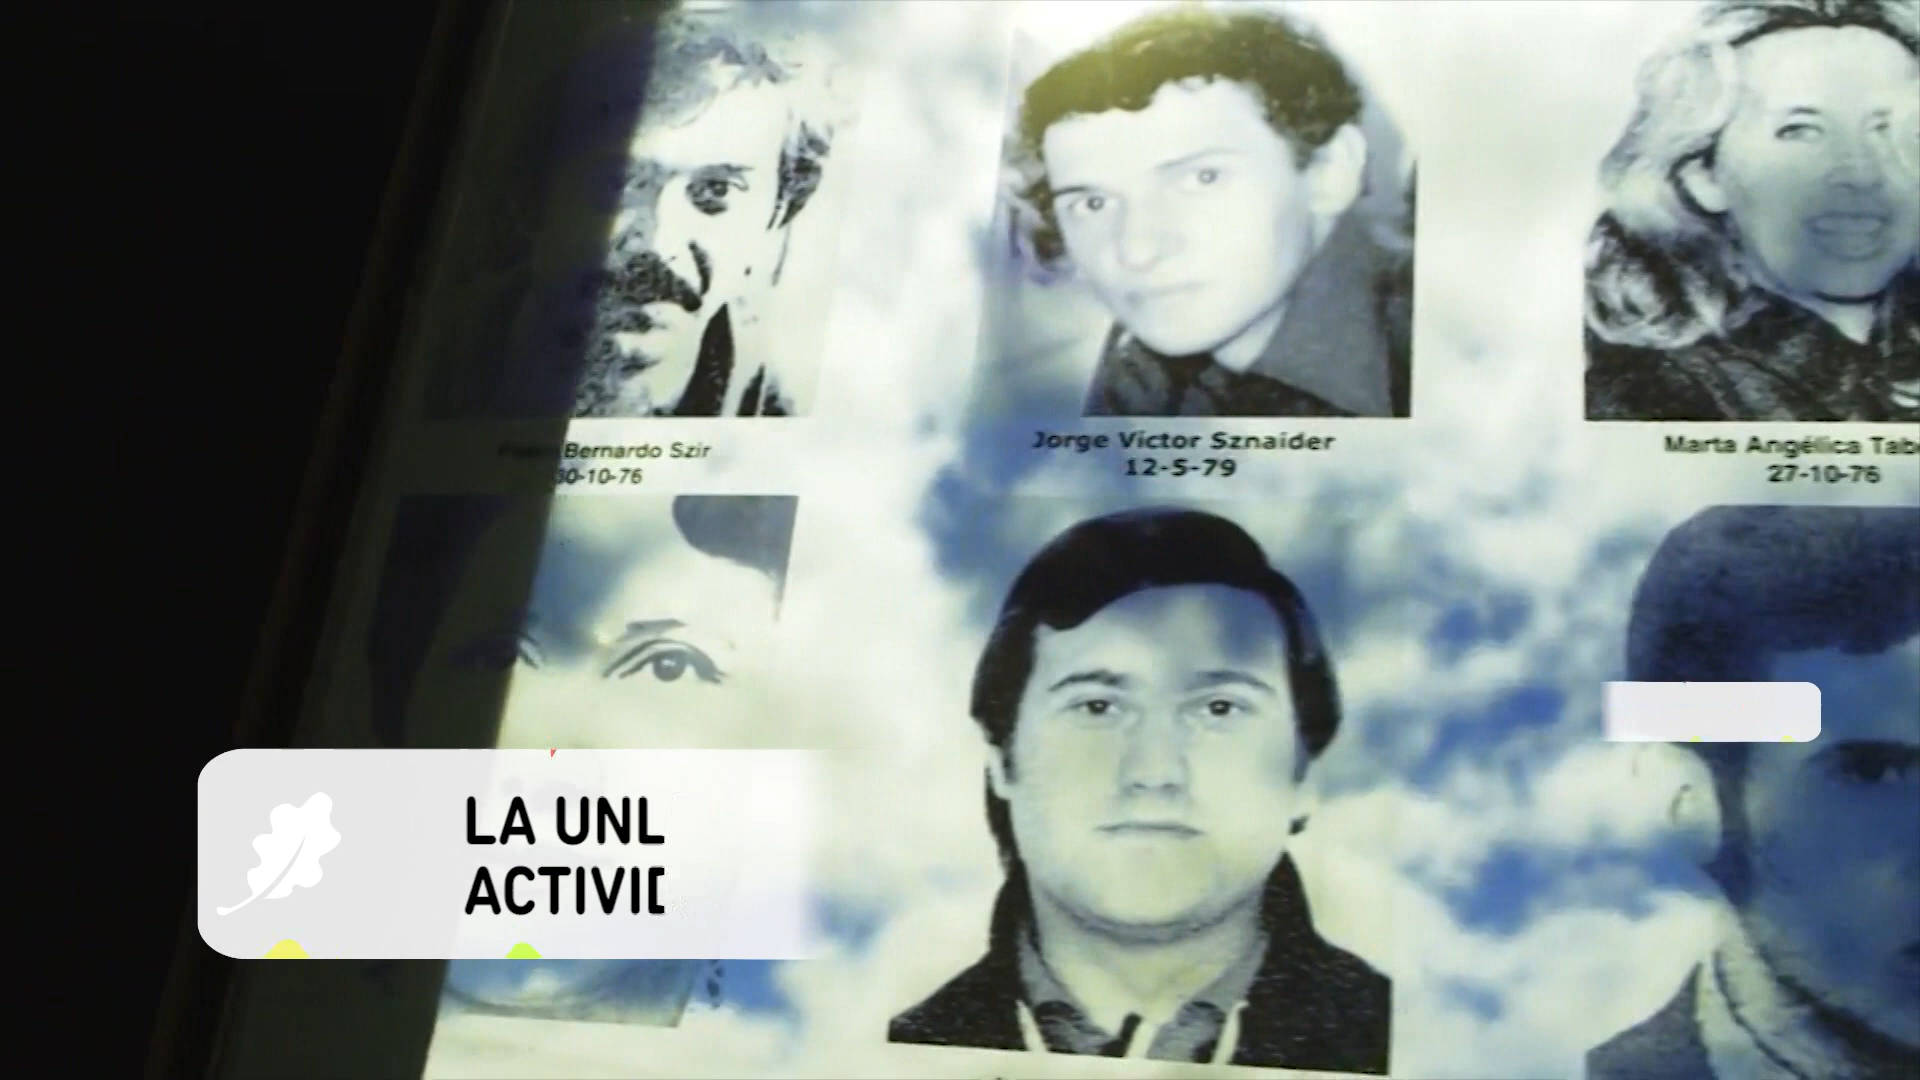 Bernardo Szir
30-10-76
Jorge Victor Sznaider
12-5-79
Marta Angélica Tab
27-10-76
LA UNL
ACTIVID